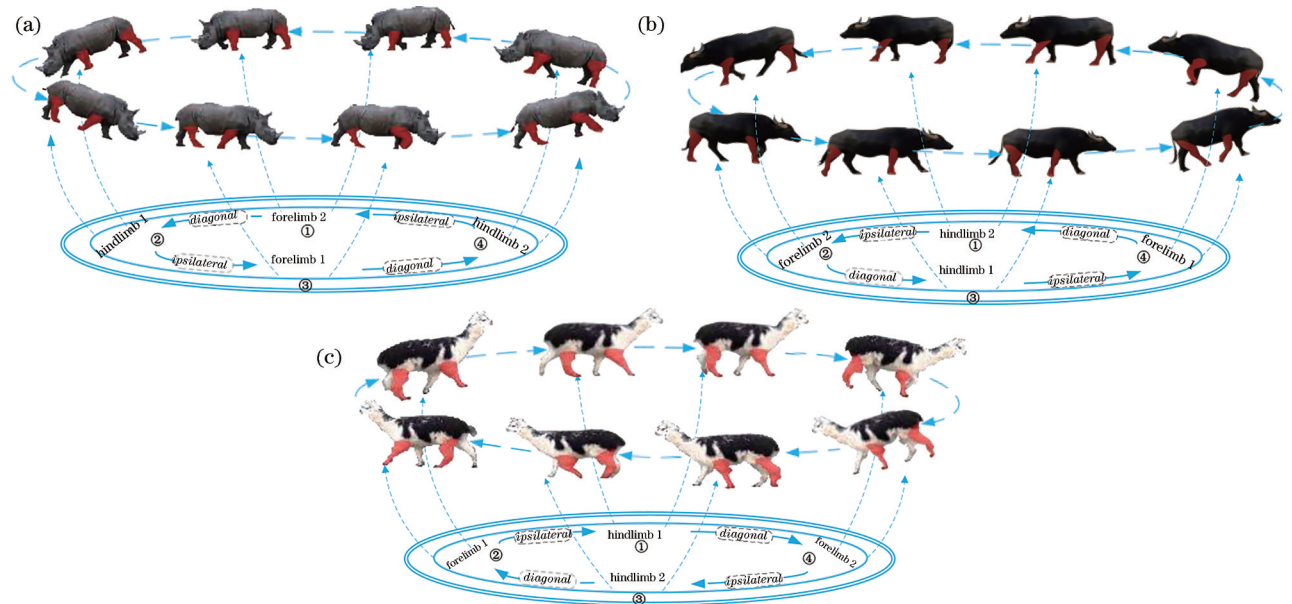 (a)
hindlimb 1
diagonal
forelimb 2
ipsilateral
hindlimb 2
①
②
④
ipsilateral
forelimb 1
diagonal
③
(b)
forelimb 2
ipsilateral
hindlimb 2
diagonal
forelimb 1
①
②
④
diagonal
hindlimb 1
ipsilateral
③
(c)
forelimb 1
ipsilateral
hindlimb 1
diagonal
forelimb 2
①
②
④
diagonal
hindlimb 2
ipsilateral
③